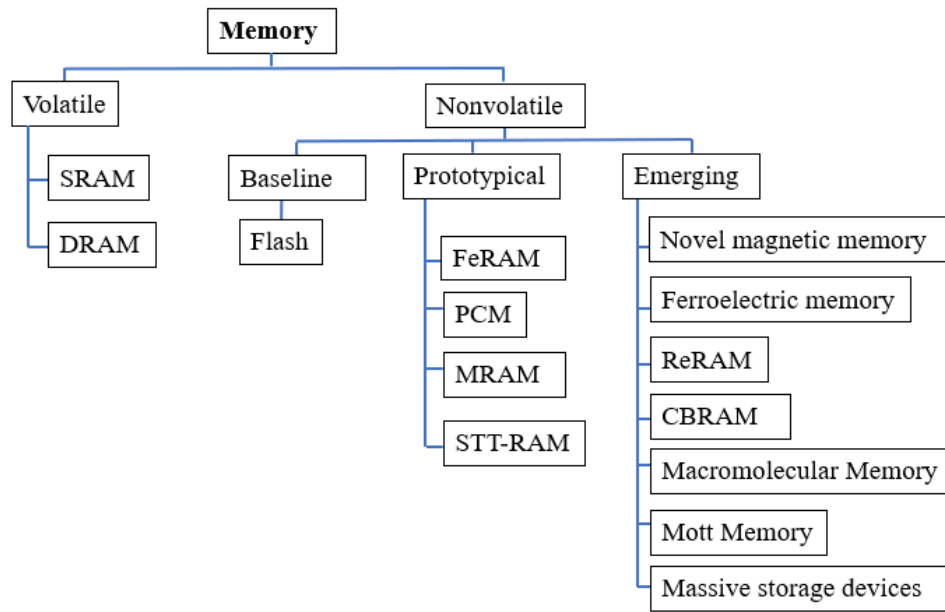 Memory
Volatile
Nonvolatile
SRAM
DRAM
Baseline
Flash
Prototypical
FeRAM
PCM
MRAM
STT-RAM
Emerging
Novel magnetic memory
Ferroelectric memory
ReRAM
CBRAM
Macromolecular Memory
Mott Memory
Massive storage devices